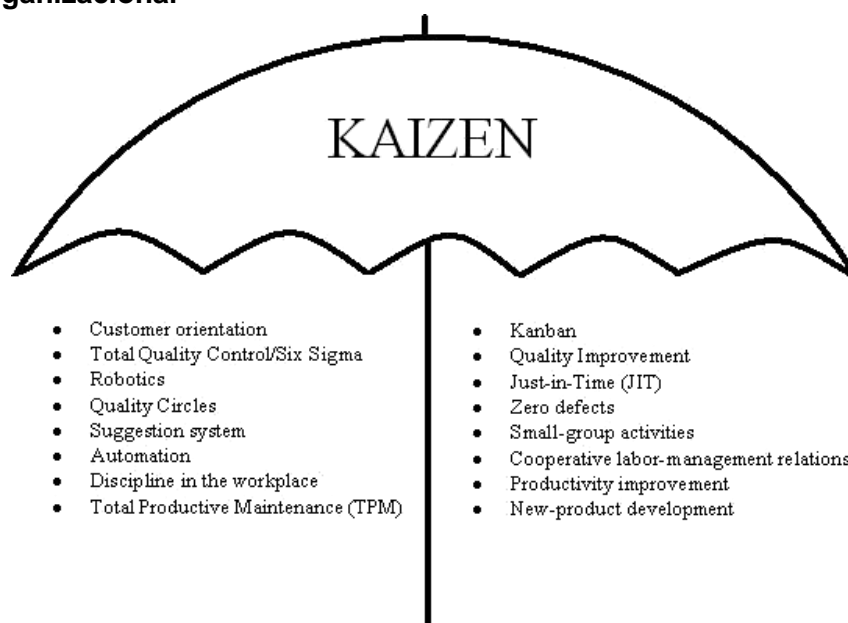 KAIZEN
• Customer orientation
• Total Quality Control/Six Sigma
• Robotics
• Quality Circles
• Suggestion system
• Automation
• Discipline in the workplace
• Total Productive Maintenance (TPM)
• Kanban
• Quality Improvement
• Just-in-Time (JIT)
• Zero defects
• Small-group activities
• Cooperative labor-management relations
• Productivity improvement
• New-product development